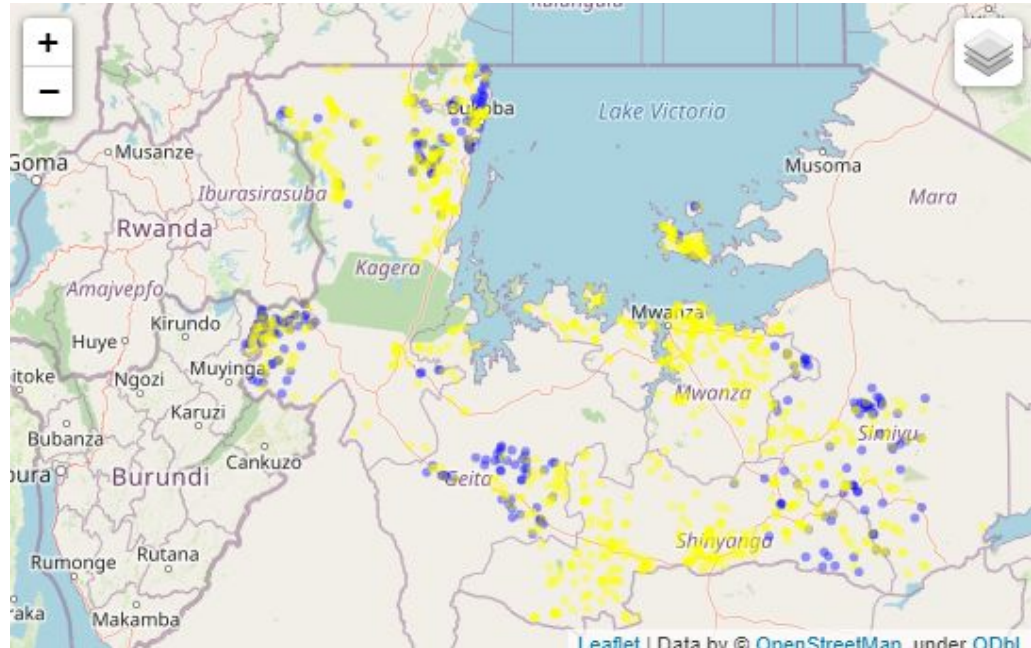 +
−
Bukoba
Lake Victoria
Goma
Musanze
Musoma
Iburasirasuba
Mara
Rwanda
Kagera
Amajyepfo
Kirundo
Mwanza
Huye
Muyinga
Ngozi
Mwanza
Karuzi
Simiyu
Bubanza
Cankuzo
Burundi
Geita
Shinyanga
Rutana
Rumonge
Makamba
Leaflet | Data by © OpenStreetMap, under ODbL